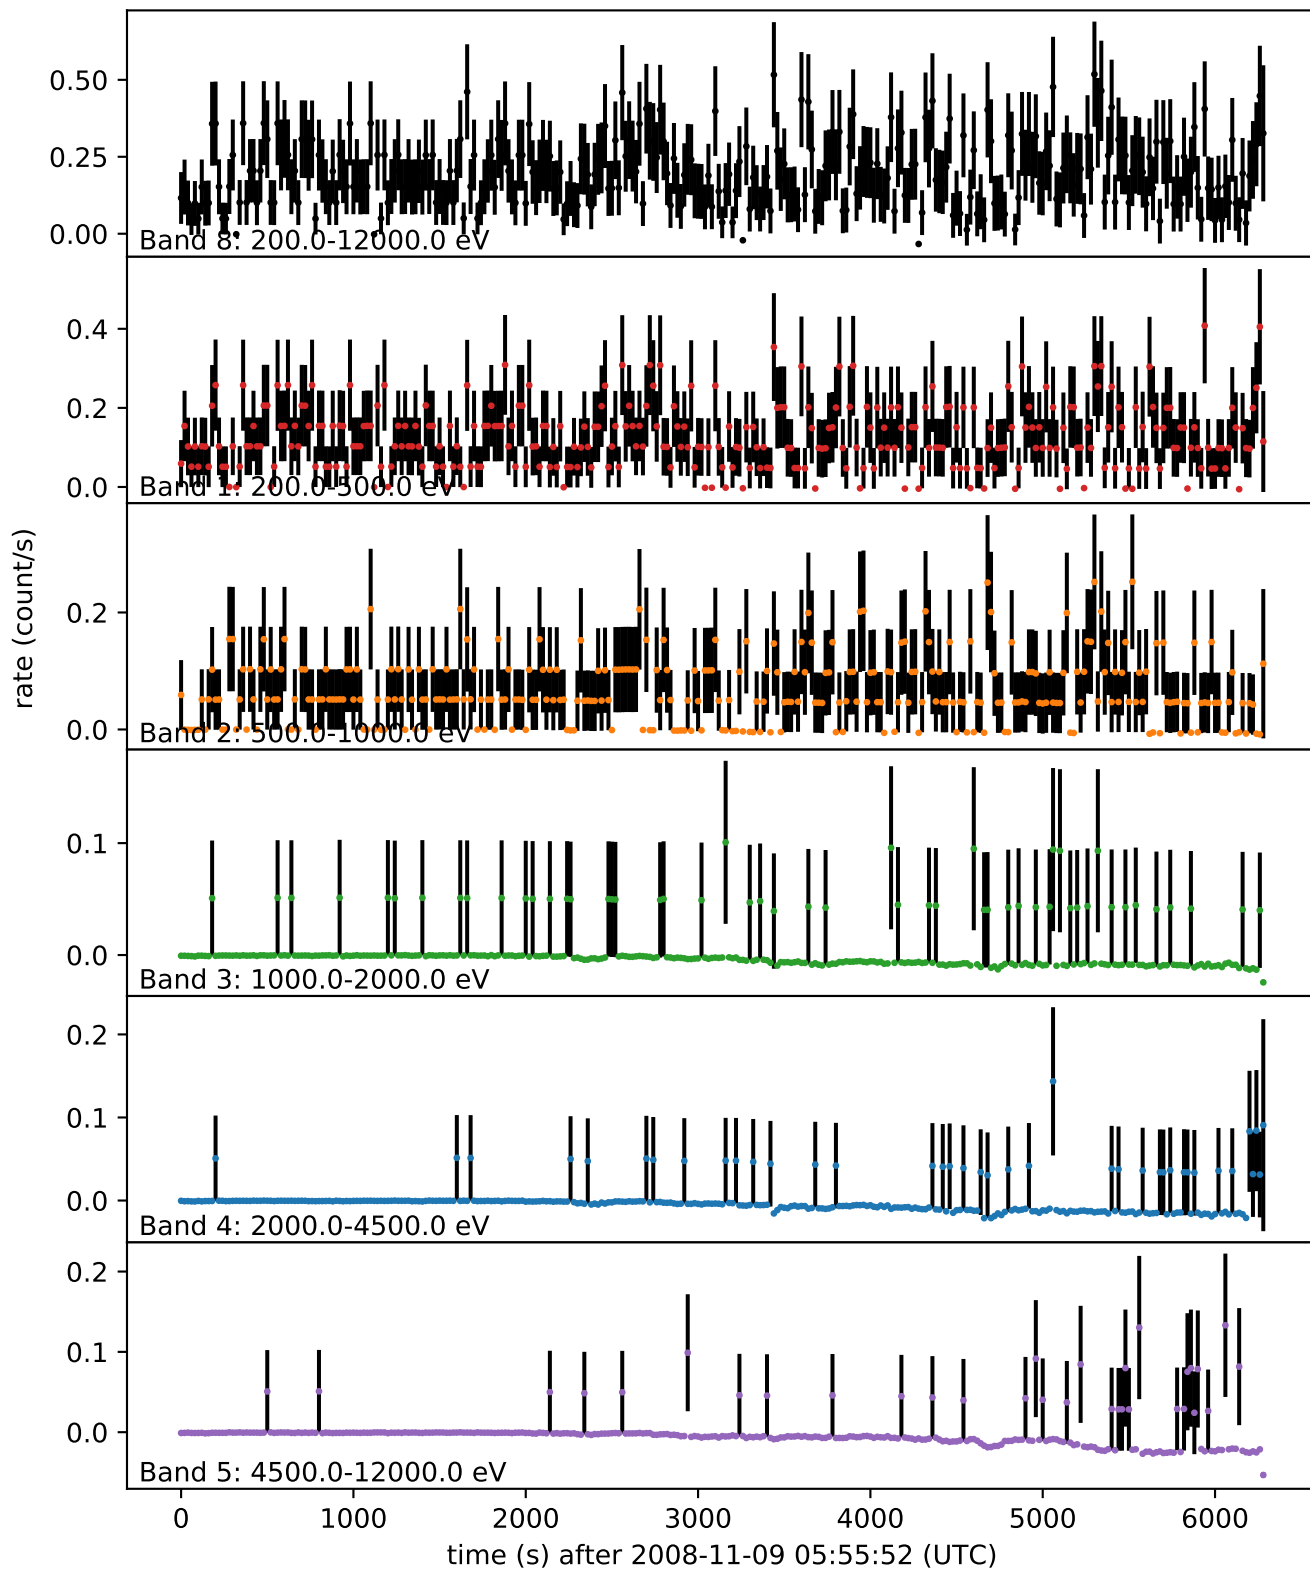 0.50
0.25
0.00
Band 8: 200.0-12000.0 eV
0.4
0.2
0.0
Band 1: 200.0-500.0 eV
rate (count/s)
0.2
0.0
Band 2: 500.0-1000.0 eV
0.1
0.0
Band 3: 1000.0-2000.0 eV
0.2
0.1
0.0
Band 4: 2000.0-4500.0 eV
0.2
0.1
0.0
Band 5: 4500.0-12000.0 eV
0 1000 2000 3000 4000 5000 6000
time (s) after 2008-11-09 05:55:52 (UTC)